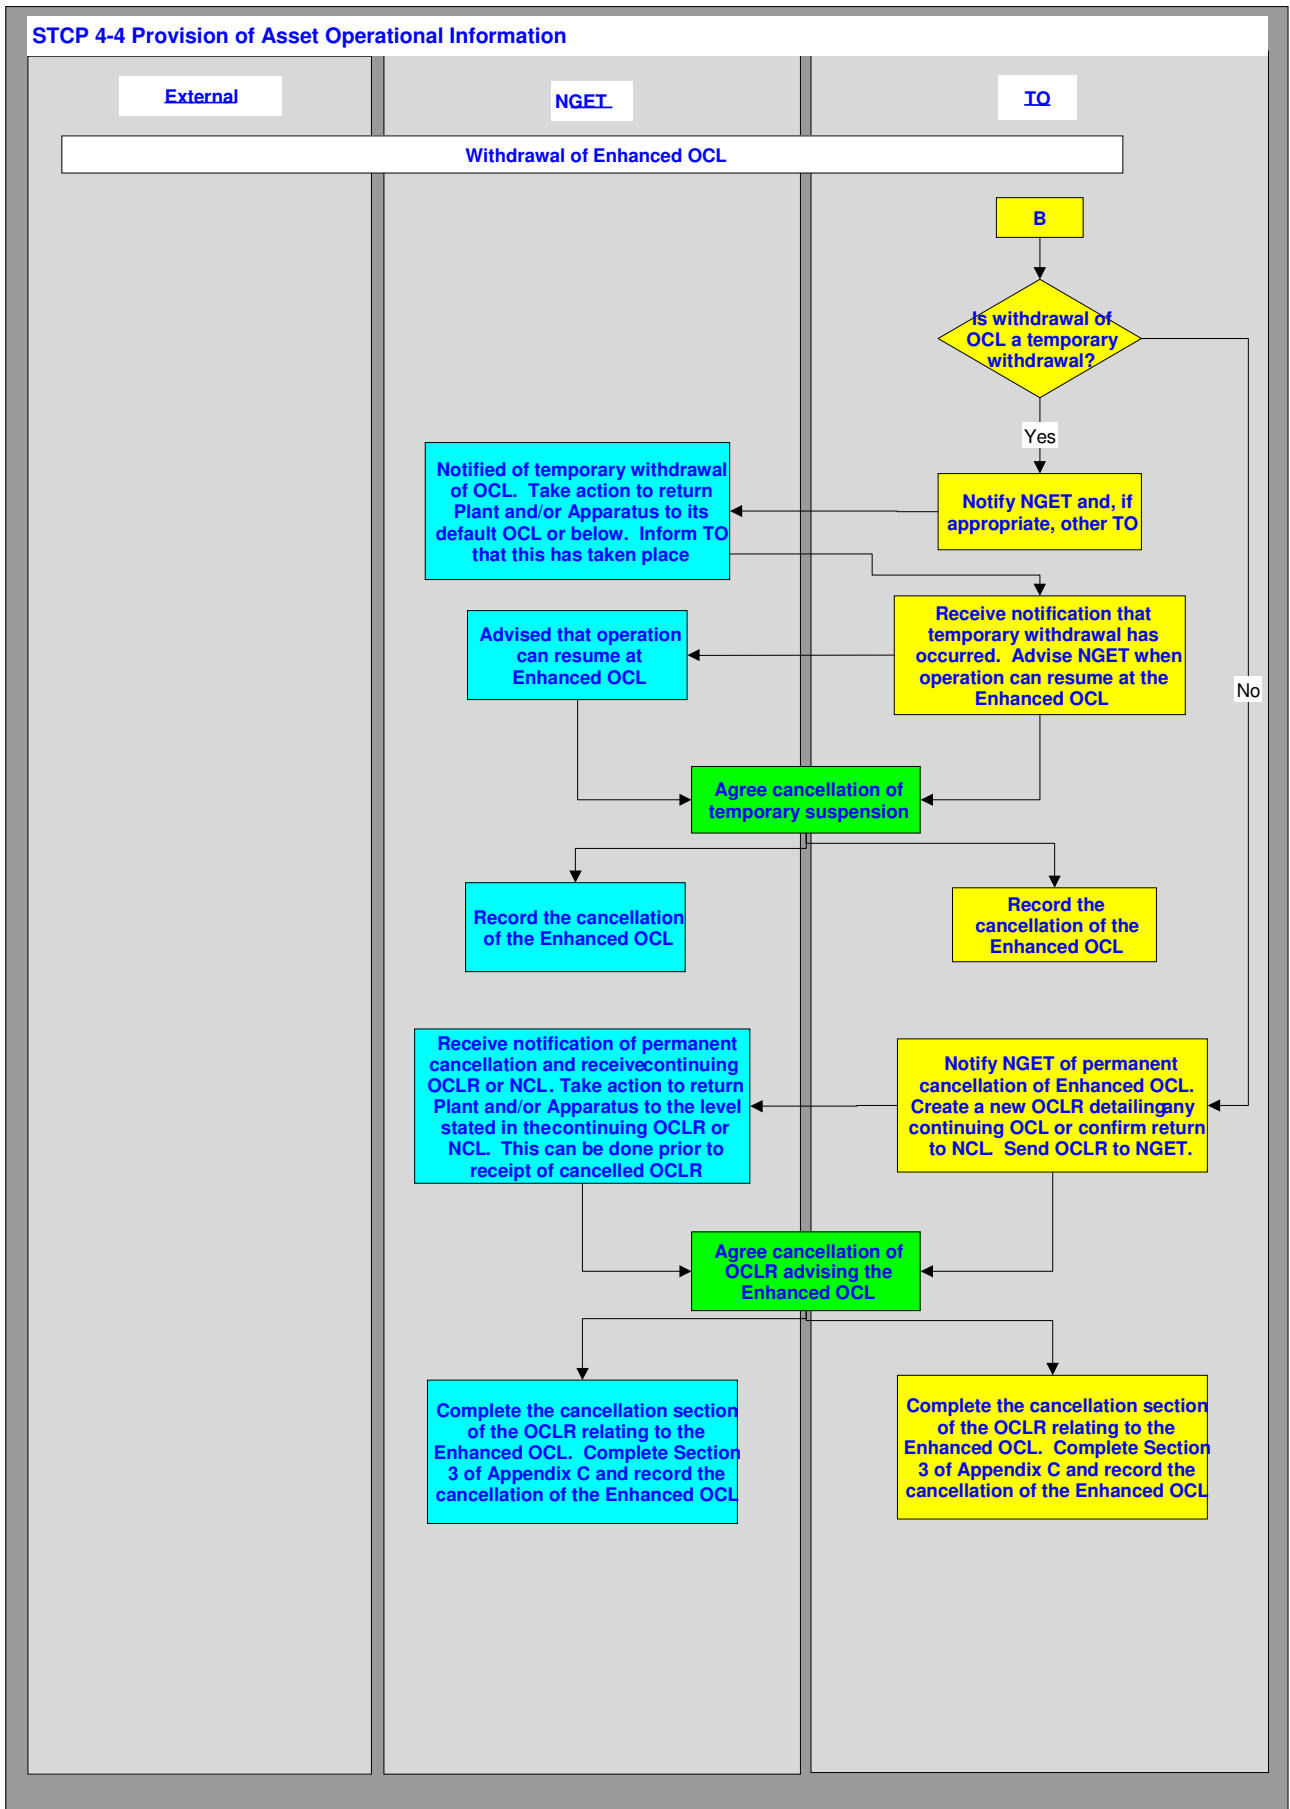 STCP 4-4 Provision of Asset Operational Information
External
NGET
TO
Withdrawal of Enhanced OCL
B
Is withdrawal of
OCL a temporary
withdrawal?
Yes
Notify NGET and, if
appropriate, other TO
Notified of temporary withdrawal
of OCL. Take action to return
Plant and/or Apparatus to its
default OCL or below. Inform TO
that this has taken place
Receive notification that
temporary withdrawal has
occurred. Advise NGET when
operation can resume at the
Enhanced OCL
Advised that operation
can resume at
Enhanced OCL
No
Agree cancellation of
temporary suspension
Record the cancellation
of the Enhanced OCL
Record the
cancellation of the
Enhanced OCL
Receive notification of permanent
cancellation and receivecontinuing
OCLR or NCL. Take action to return
Plant and/or Apparatus to the level
stated in thecontinuing OCLR or
NCL. This can be done prior to
receipt of cancelled OCLR
Notify NGET of permanent
cancellation of Enhanced OCL.
Create a new OCLR detailingany
continuing OCL or confirm return
to NCL. Send OCLR to NGET.
Agree cancellation of
OCLR advising the
Enhanced OCL
Complete the cancellation section
of the OCLR relating to the
Enhanced OCL. Complete Section
3 of Appendix C and record the
cancellation of the Enhanced OCL
Complete the cancellation section
of the OCLR relating to the
Enhanced OCL. Complete Section
3 of Appendix C and record the
cancellation of the Enhanced OCL